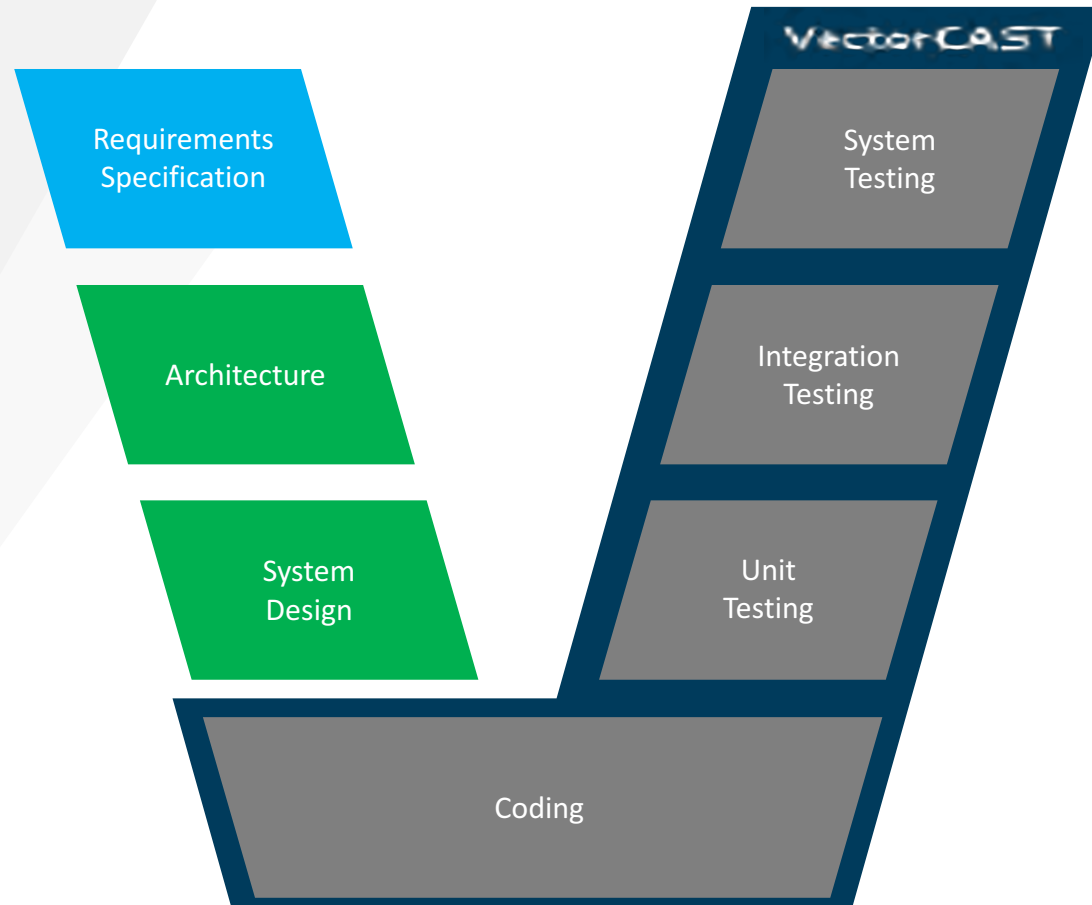 VectorCAST
Requirements
Specification
System
Testing
Architecture
Integration
Testing
System
Design
Unit
Testing
Coding